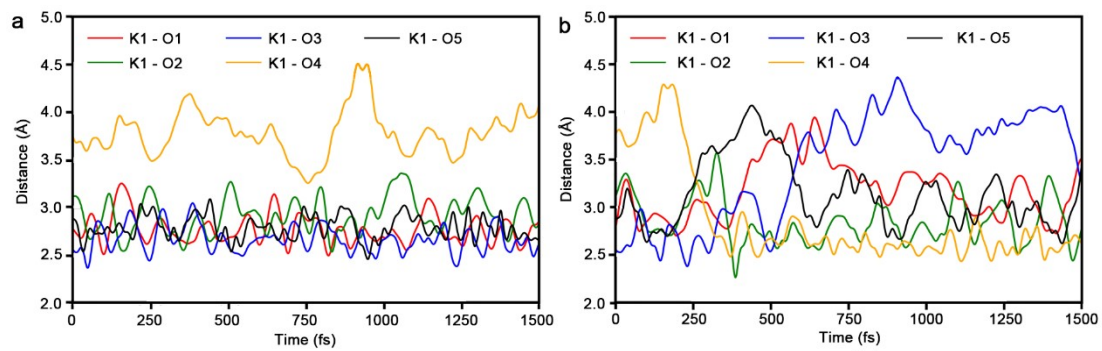 a
5.0
4.5
4.0
3.5
3.0
2.5
2.0
Distance (Å)
K1 - O1
K1 - O3
K1 - O5
K1 - O2
K1 - O4
0
250
500
750
1000
1250
1500
Time (fs)
b
5.0
4.5
4.0
3.5
3.0
2.5
2.0
Distance (Å)
K1 - O1
K1 - O3
K1 - O5
K1 - O2
K1 - O4
0
250
500
750
1000
1250
1500
Time (fs)